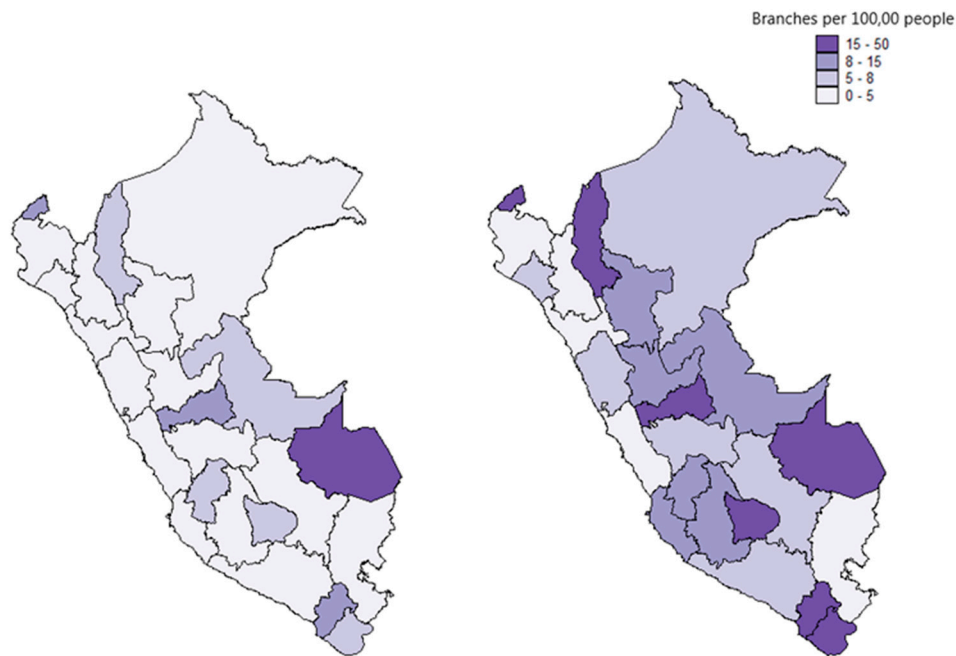 Branches per 100,00 people
15 - 50
8 - 15
5 - 8
0 - 5